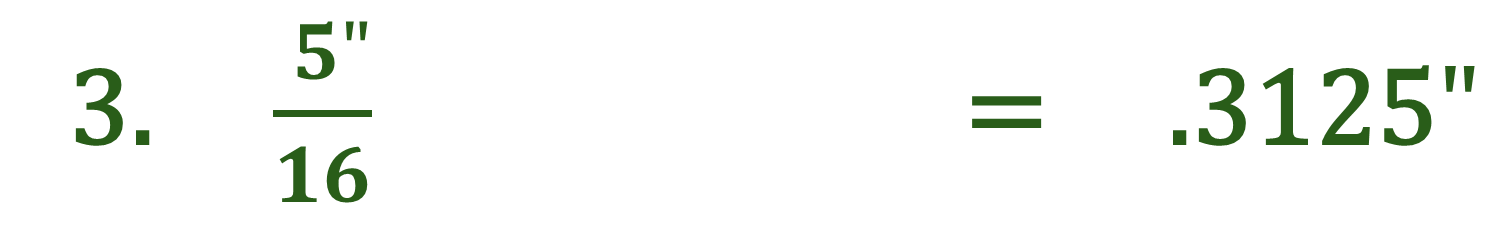 3. 5"/16 = .3125"